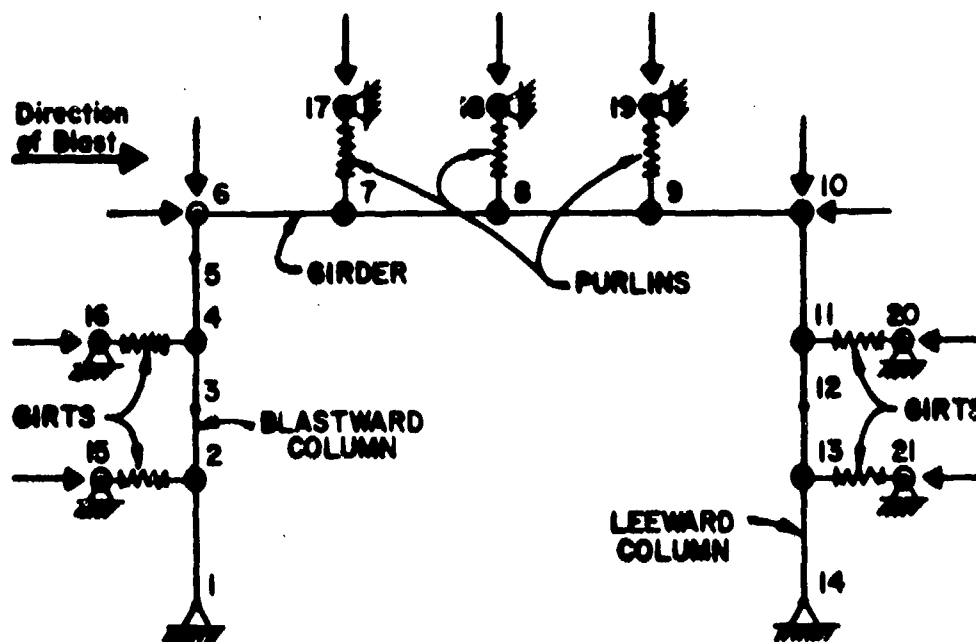 17
18
19
Direction
of Blast
6
7
8
9
10
GIRDER
PURLINS
5
4
16
11
20
3
12
GIRTS
BLASTWARD
COLUMN
GIRTS
15
2
13
21
LEEWARD
COLUMN
1
14